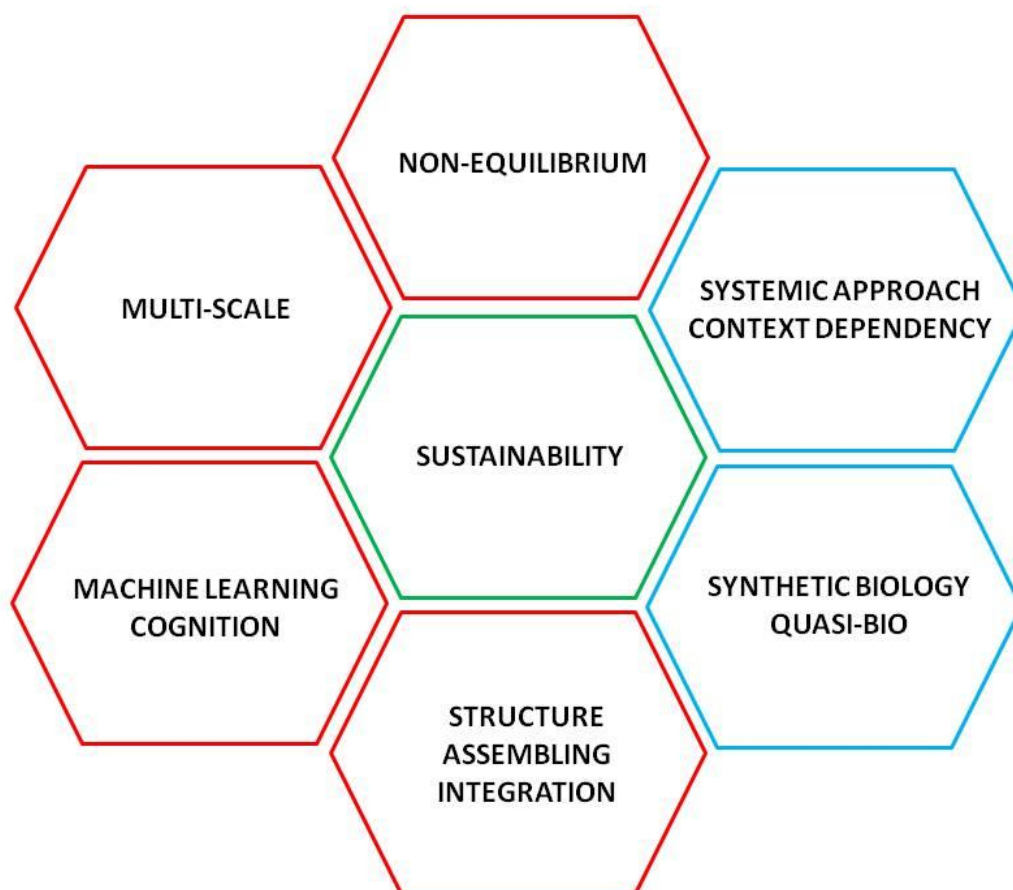 NON-EQUILIBRIUM
MULTI-SCALE
SYSTEMIC APPROACH
CONTEXT DEPENDENCY
SUSTAINABILITY
MACHINE LEARNING
COGNITION
SYNTHETIC BIOLOGY
QUASI-BIO
STRUCTURE
ASSEMBLING
INTEGRATION